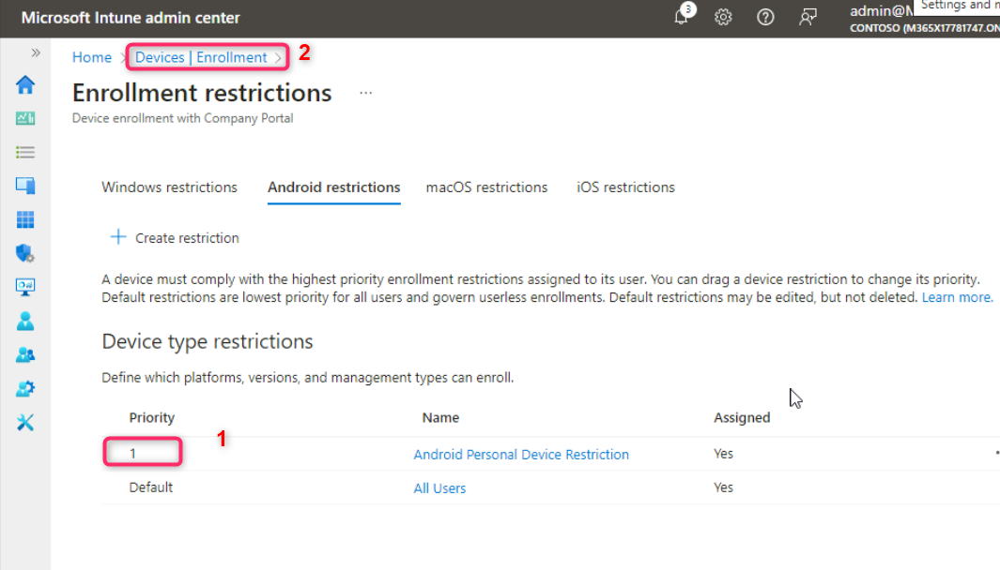 Microsoft Intune admin center
3
Settings and
admin@
CONTOSO (M365X17781747.ON
Home > Devices | Enrollment > 2
Enrollment restrictions ...
Device enrollment with Company Portal
Windows restrictions Android restrictions macOS restrictions iOS restrictions
+ Create restriction
A device must comply with the highest priority enrollment restrictions assigned to its user. You can drag a device restriction to change its priority.
Default restrictions are lowest priority for all users and govern userless enrollments. Default restrictions may be edited, but not deleted. Learn more.
Device type restrictions
Define which platforms, versions, and management types can enroll.
Priority Name Assigned
1
1 Android Personal Device Restriction Yes
Default All Users Yes